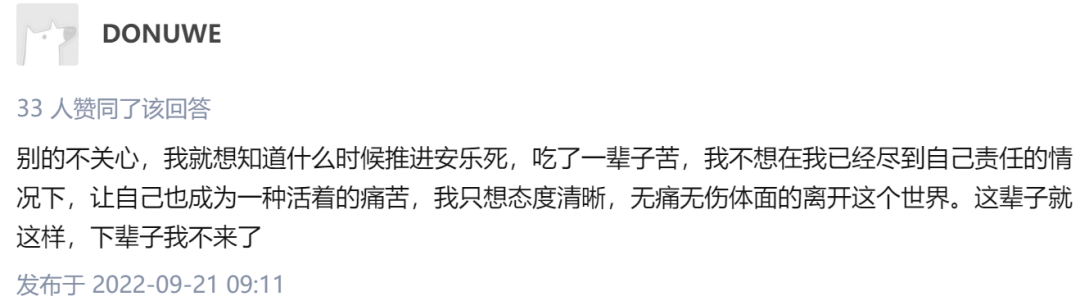 DONUWE
33 人赞同了该回答
别的不关心，我就想知道什么时候推进安乐死，吃了一辈子苦，我不想在我已经尽到自己责任的情
况下，让自己也成为一种活着的痛苦，我只想态度清晰，无痛无伤体面的离开这个世界。这辈子就
这样，下辈子我不来了
发布于 2022-09-21 09:11